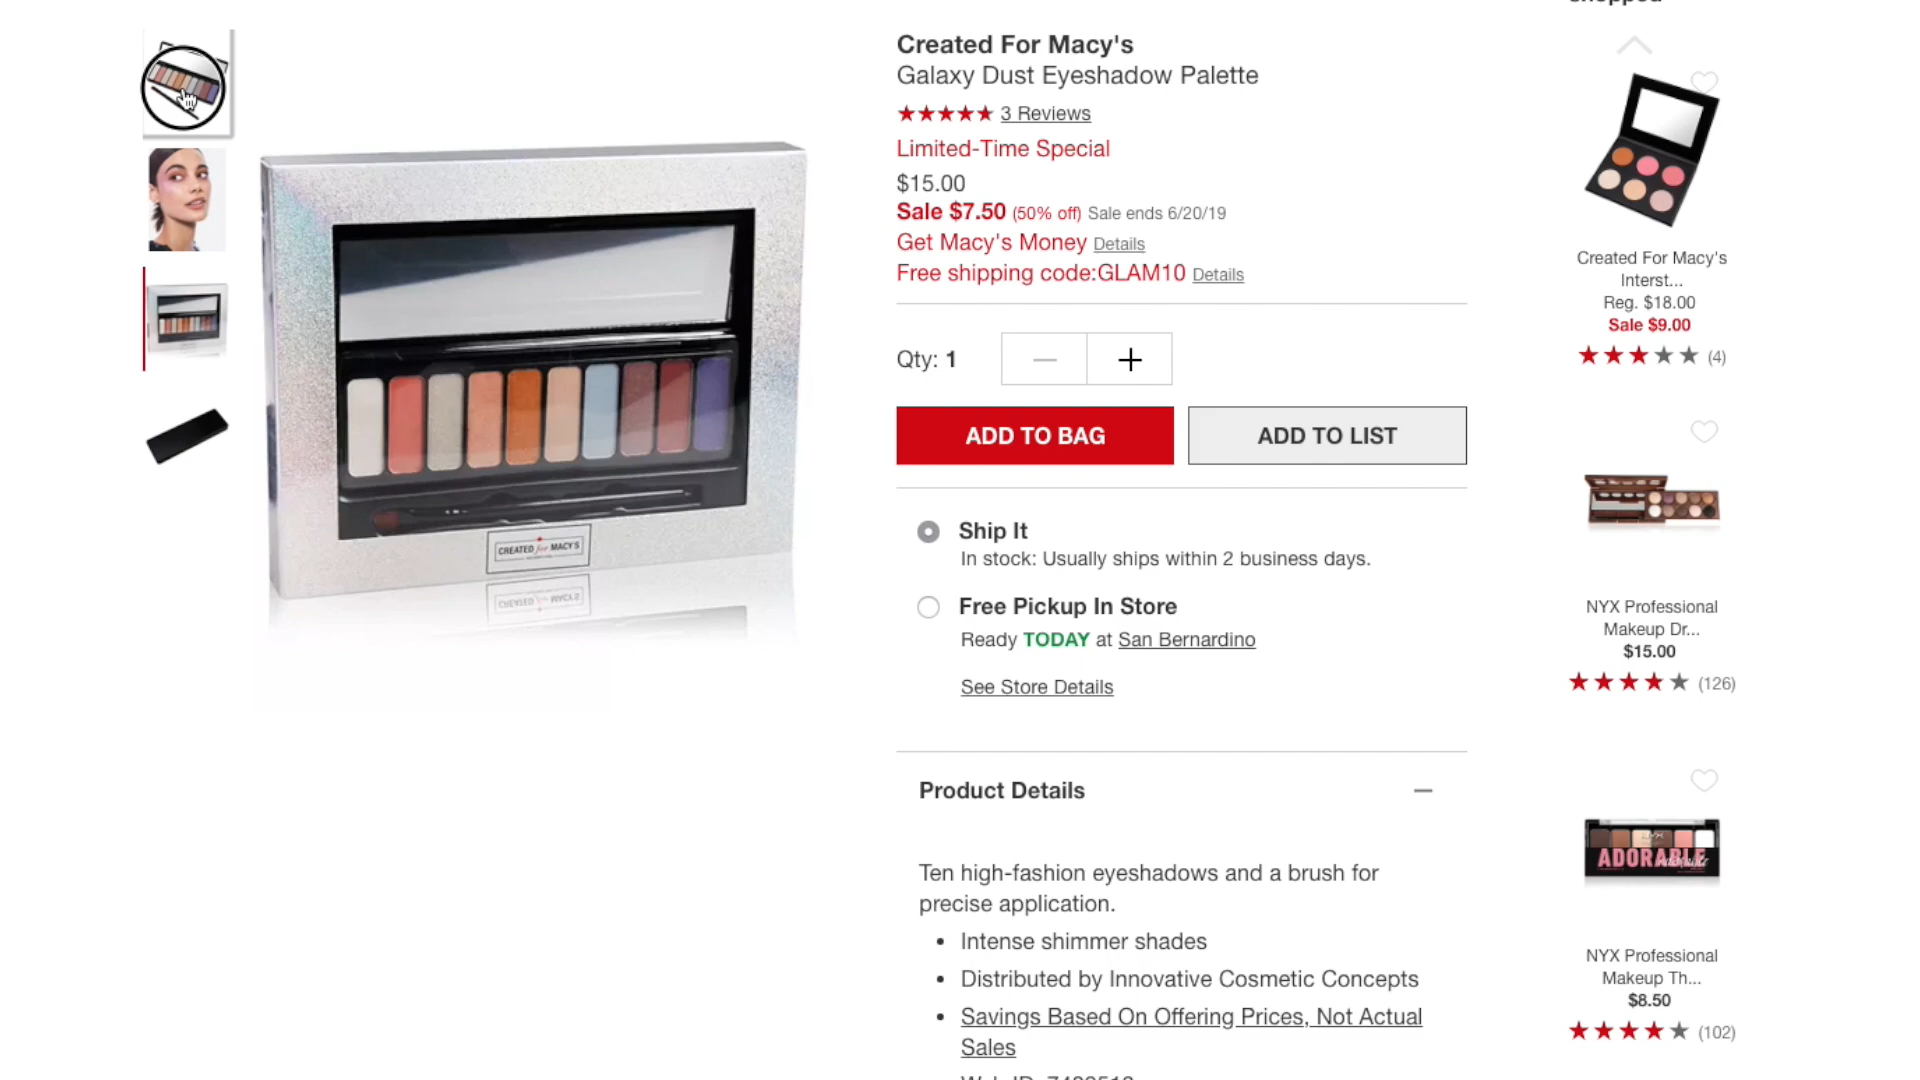 Created For Macy's
Galaxy Dust Eyeshadow Palette
3 Reviews
Limited-Time Special
$15.00
Sale $7.50 (50% off) Sale ends 6/20/19
Get Macy's Money Details
Free shipping code:GLAM10 Details
Qty: 1
ADD TO BAG
ADD TO LIST
Ship It
In stock: Usually ships within 2 business days.
Free Pickup In Store
Ready TODAY at San Bernardino
See Store Details
Product Details
Ten high-fashion eyeshadows and a brush for
precise application.
Intense shimmer shades
Distributed by Innovative Cosmetic Concepts
Savings Based On Offering Prices, Not Actual
Sales
CREATED for MACY'S
shopped
Created For Macy's
Interst...
Reg. $18.00
Sale $9.00
(4)
NYX Professional
Makeup Dr...
$15.00
(126)
ADORABLE
NYX Professional
Makeup Th...
$8.50
(102)